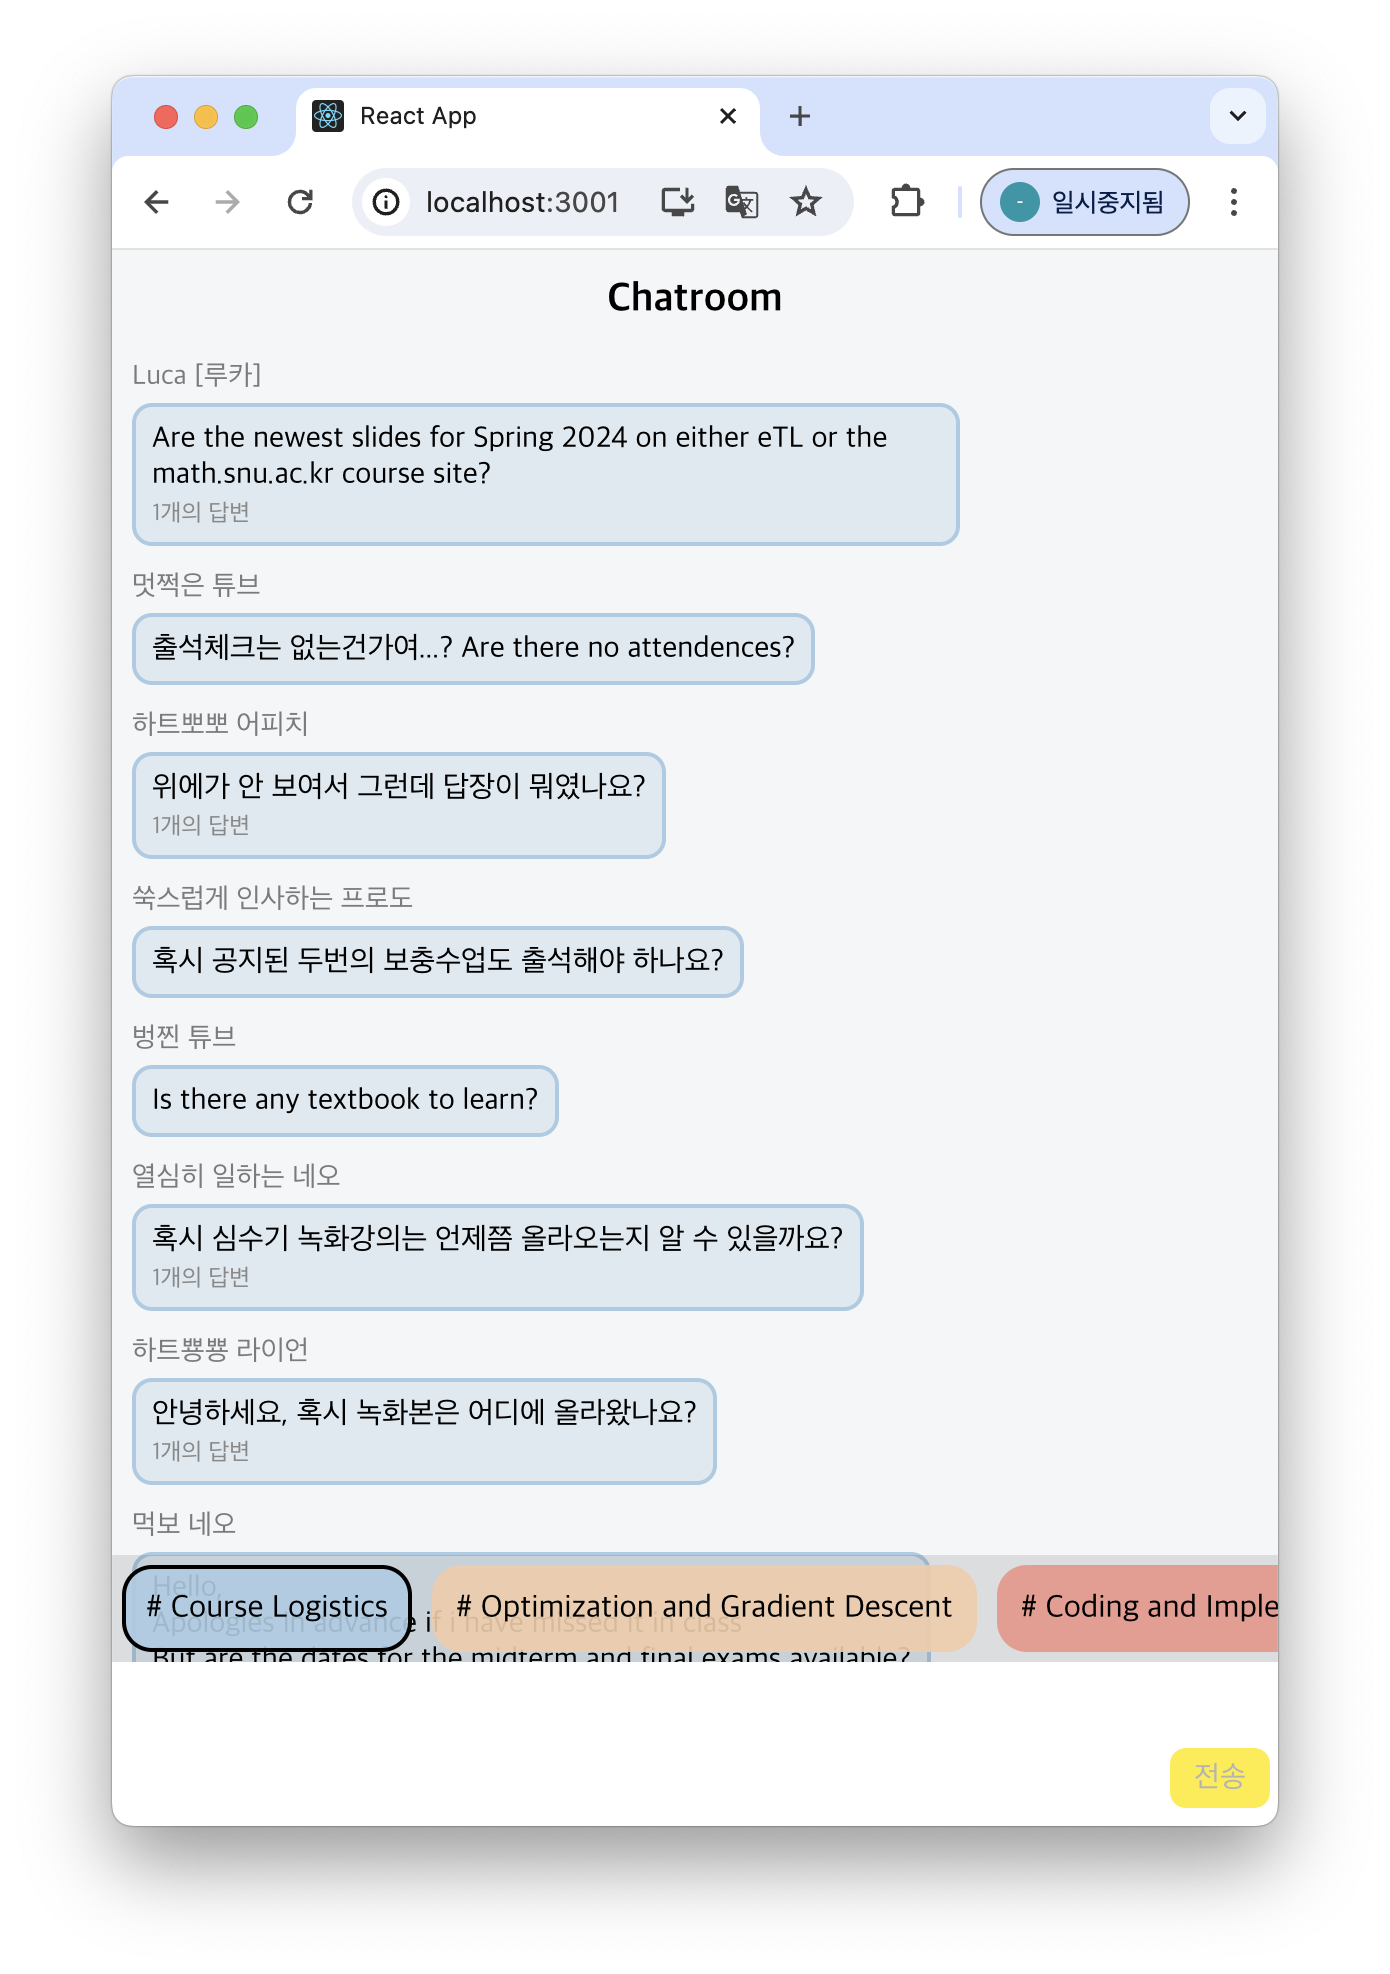 React App
localhost:3001
일시중지됨
Chatroom
Luca [루카]
Are the newest slides for Spring 2024 on either eTL or the
math.snu.ac.kr course site?
1개의 답변
멋쩍은 튜브
출석체크는 없는건가여...? Are there no attendences?
하트뽀뽀 어피치
위에가 안 보여서 그런데 답장이 뭐였나요?
1개의 답변
쑥스럽게 인사하는 프로도
혹시 공지된 두번의 보충수업도 출석해야 하나요?
벙찐 튜브
Is there any textbook to learn?
열심히 일하는 네오
혹시 심수기 녹화강의는 언제쯤 올라오는지 알 수 있을까요?
1개의 답변
하트뿅뿅 라이언
안녕하세요, 혹시 녹화본은 어디에 올라왔나요?
1개의 답변
먹보 네오
Hello,
# Course Logistics # Optimization and Gradient Descent # Coding and Imple
Apologies in advance if i have missed it in class
But are the dates for the midterm and final exams available?
전송